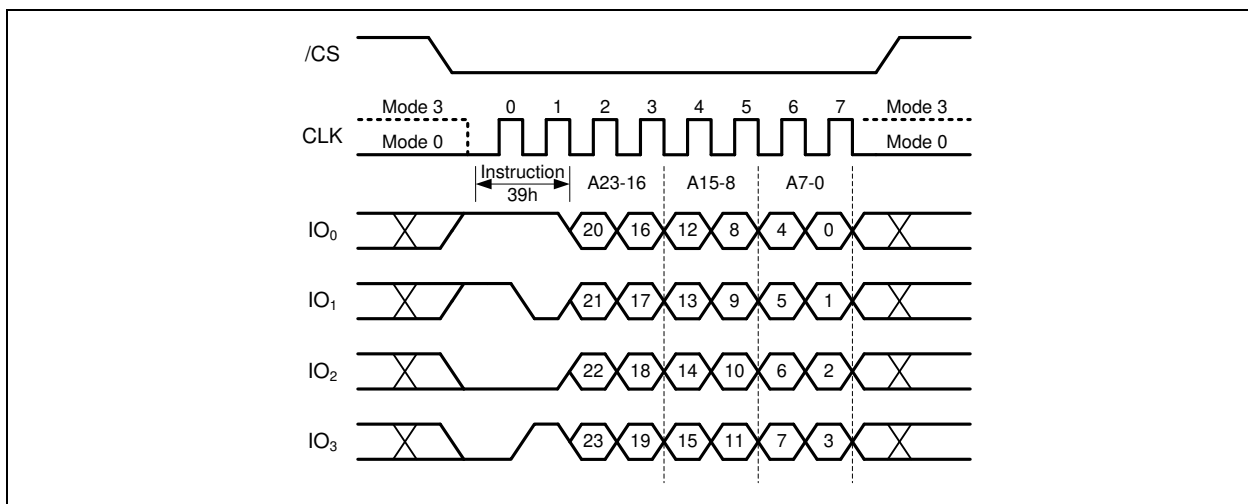 /CS
Mode 3 0 1 2 3 4 5 6 7 Mode 3
CLK
Mode 0 Mode 0
Instruction
39h A23-16 A15-8 A7-0
IO0 20 16 12 8 4 0
IO1 21 17 13 9 5 1
IO2 22 18 14 10 6 2
IO3 23 19 15 11 7 3